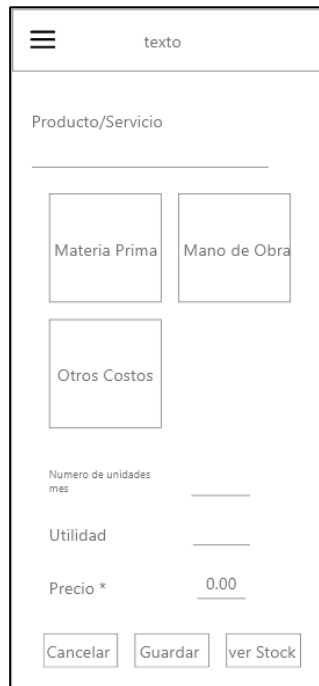 texto
Producto/Servicio
Materia Prima
Mano de Obra
Otros Costos
Numero de unidades
mes
Utilidad
Precio *
0.00
Cancelar
Guardar
ver Stock